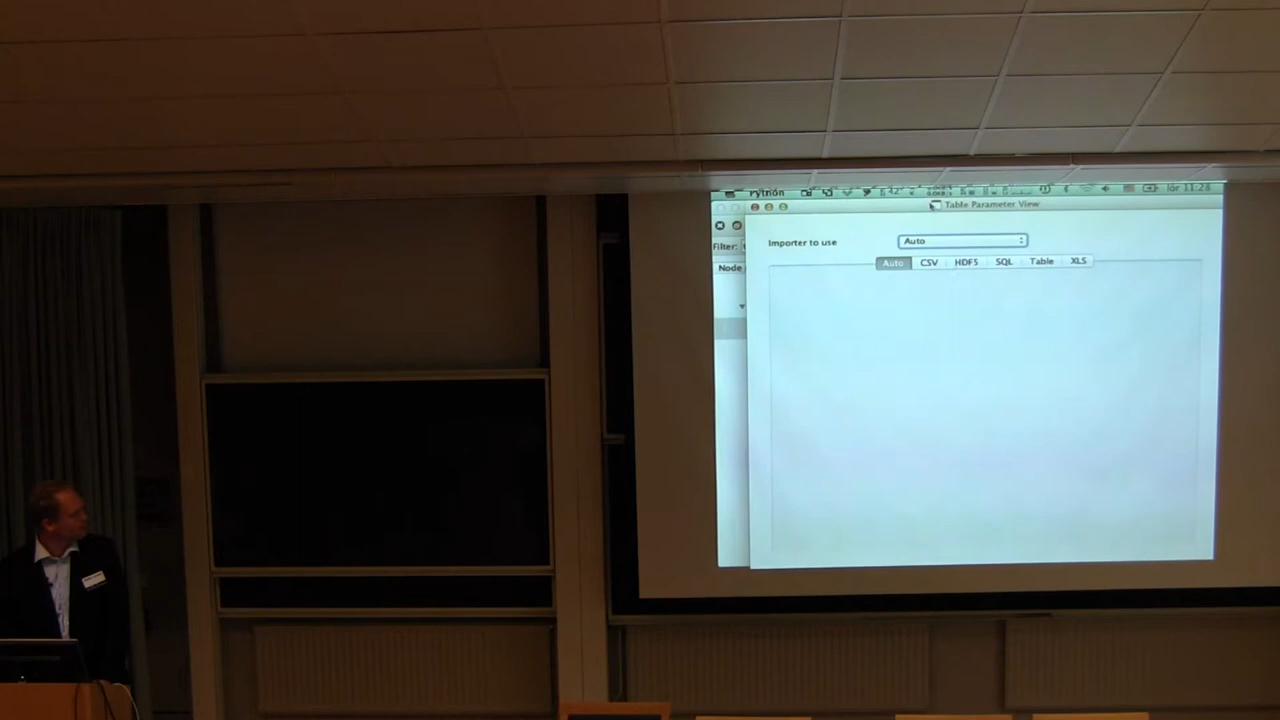 Python lör 11:28
Table Parameter View
Importer to use Auto
Filter:
Auto CSV HDF5 SQL Table XLS
Node